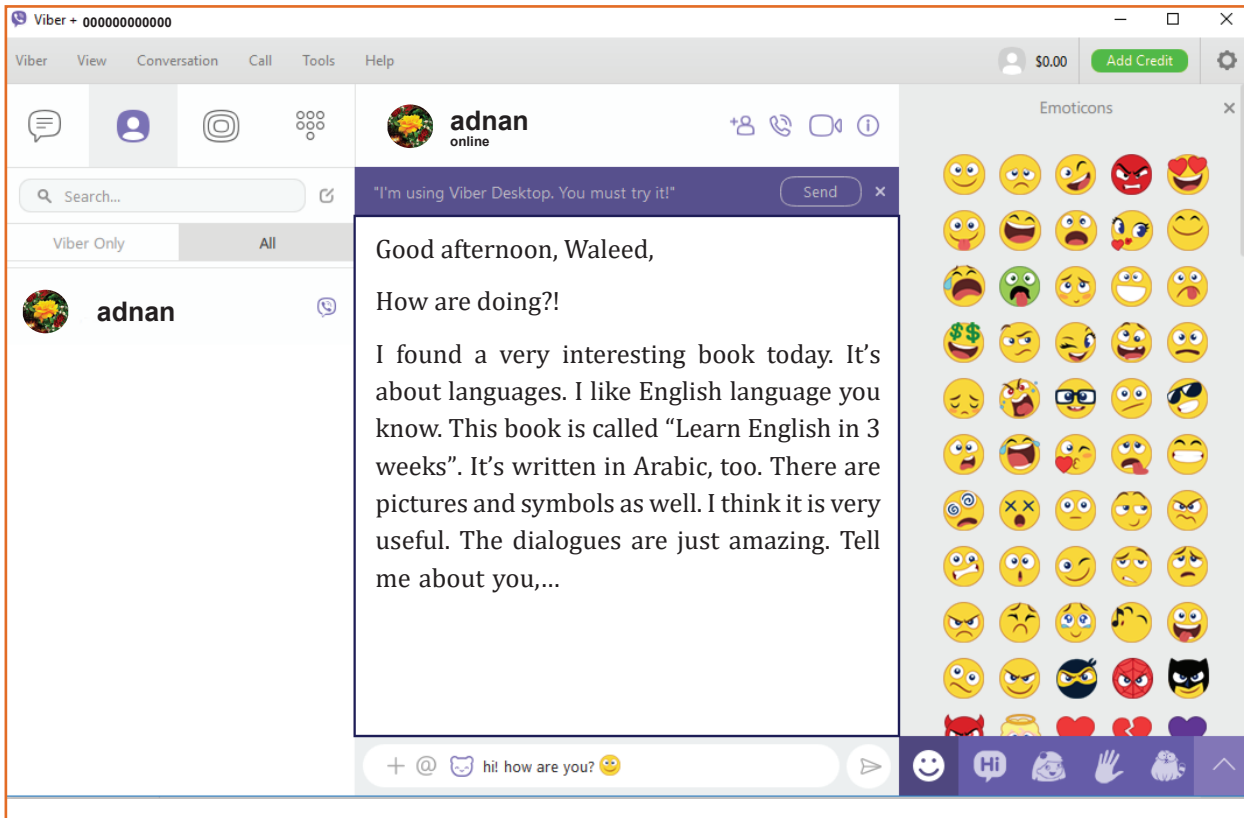 Viber + 000000000000
Viber View Conversation Call Tools Help $0.00 Add Credit
adnan
online
Emoticons
Search...
"I'm using Viber Desktop. You must try it!" Send
Viber Only All
adnan
Good afternoon, Waleed,
How are doing?!
I found a very interesting book today. It's
about languages. I like English language you
know. This book is called “Learn English in 3
weeks”. It's written in Arabic, too. There are
pictures and symbols as well. I think it is very
useful. The dialogues are just amazing. Tell
me about you,...
@ hi! how are you?
Hi